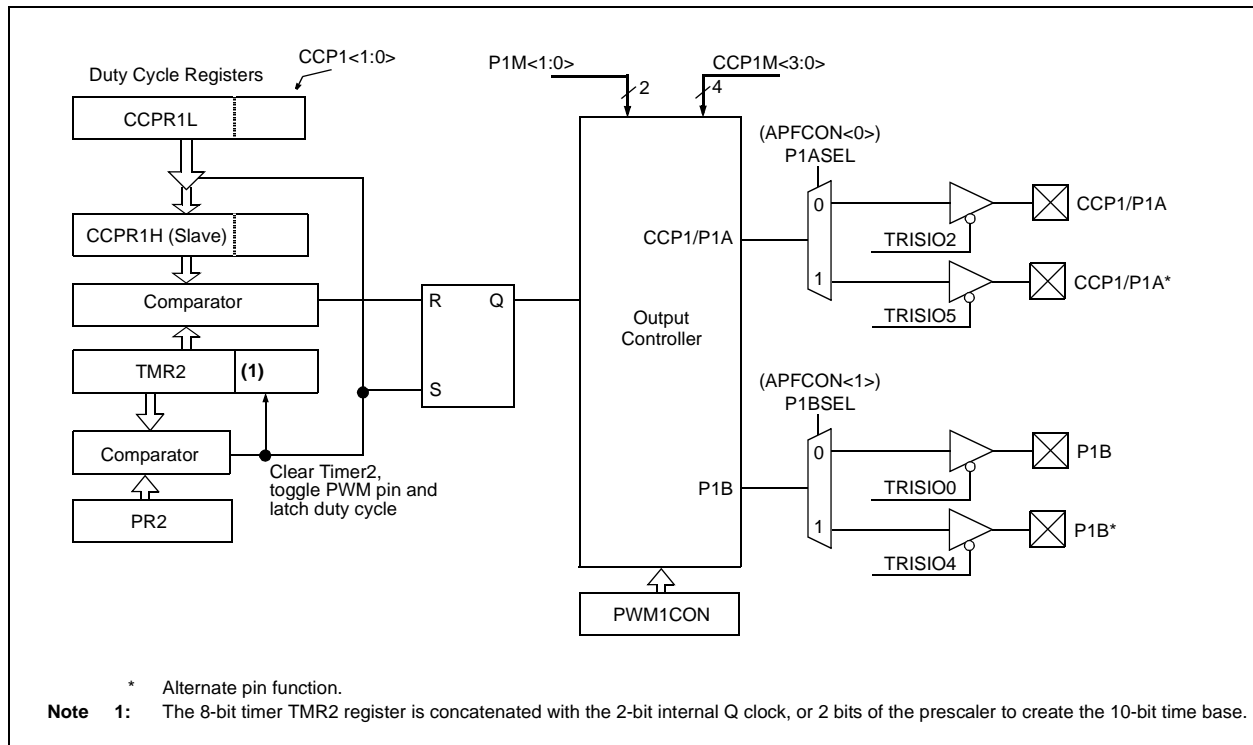 CCP1<1:0>
Duty Cycle Registers
CCPR1L
CCPR1H (Slave)
Comparator
TMR2
(1)
Comparator
PR2
Clear Timer2,
toggle PWM pin and
latch duty cycle
R
Q
S
P1M<1:0>
2
CCP1M<3:0>
4
CCP1/P1A
Output
Controller
P1B
PWM1CON
(APFCON<0>)
P1ASEL
0
1
TRISIO2
CCP1/P1A
TRISIO5
CCP1/P1A*
(APFCON<1>)
P1BSEL
0
1
TRISIO0
P1B
TRISIO4
P1B*
* Alternate pin function.
Note 1: The 8-bit timer TMR2 register is concatenated with the 2-bit internal Q clock, or 2 bits of the prescaler to create the 10-bit time base.